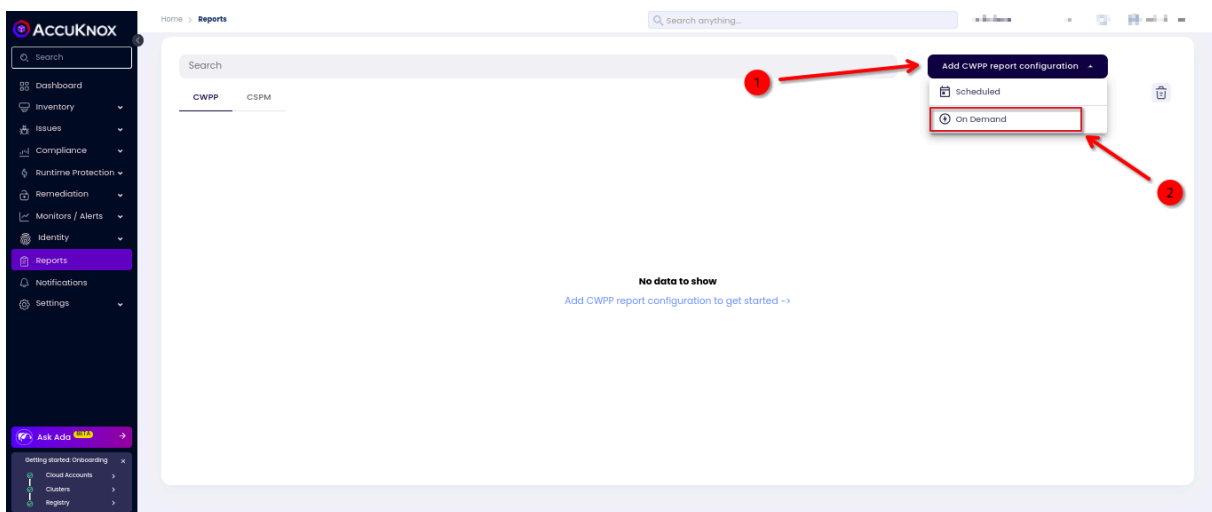 ACCUKNOX
Home > Reports
Search anything...
Search
Dashboard
Inventory
Issues
Compliance
Runtime Protection
Remediation
Monitors / Alerts
Identity
Reports
Notifications
Settings
Ask Ada BETA
Getting started: Onboarding x
Cloud Accounts >
Clusters >
Registry >
Search
CWPP CSPM
1
Add CWPP report configuration
Scheduled
On Demand
2
No data to show
Add CWPP report configuration to get started ->